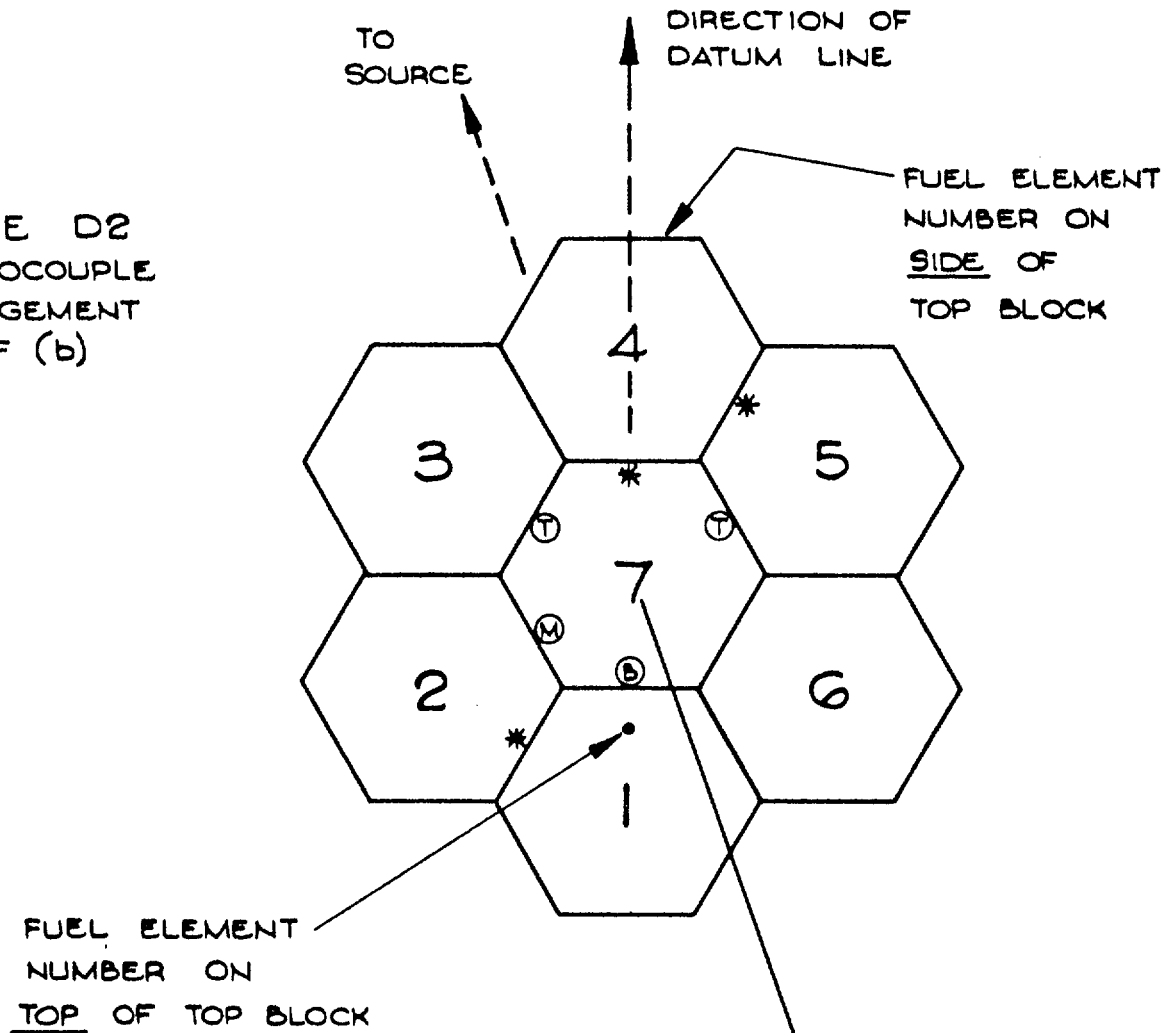 TO
SOURCE
DIRECTION OF
DATUM LINE
FUEL ELEMENT
NUMBER ON
SIDE OF
TOP BLOCK
E D2
OCOUPLE
GEMENT
F (b)
4
3
5
T
T
7
M
B
2
6
1
FUEL ELEMENT
NUMBER ON
TOP OF TOP BLOCK